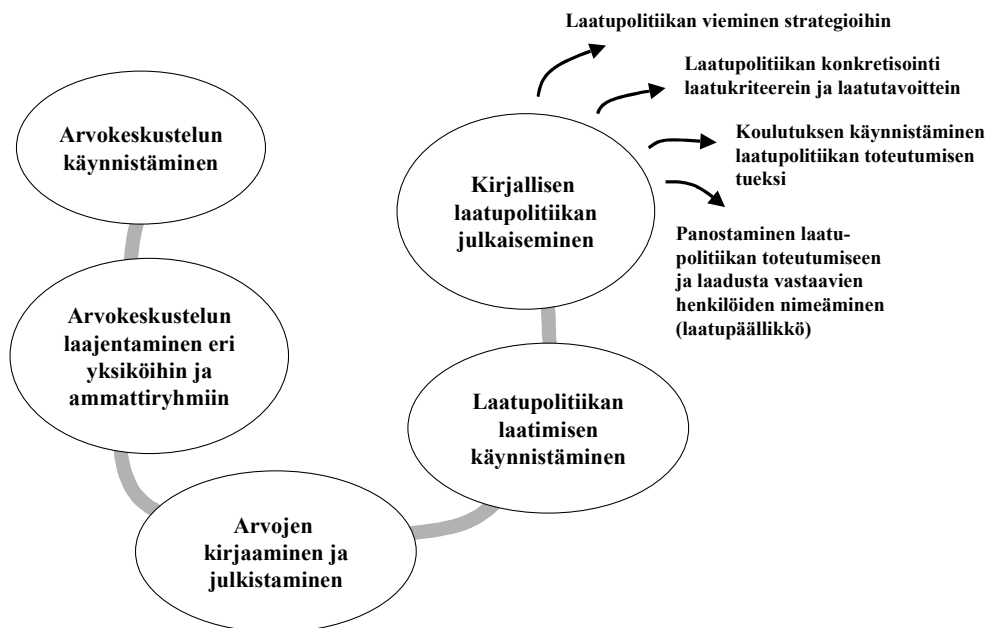 Arvokeskustelun
käynnistäminen
Arvokeskustelun
laajentaminen eri
yksiköihin ja
ammattiryhmiin
Arvojen
kirjaaminen ja
julkistaminen
Laatupolitiikan
laatimisen
käynnistäminen
Kirjallisen
laatupolitiikan
julkaiseminen
Laatupolitiikan vieminen strategioihin
Laatupolitiikan konkretisointi
laatukriteerein ja laatutavoittein
Koulutuksen käynnistäminen
laatupolitiikan toteutumisen
tueksi
Panostaminen laatu-
politiikan toteutumiseen
ja laadusta vastaavien
henkilöiden nimeäminen
(laatupäällikkö)